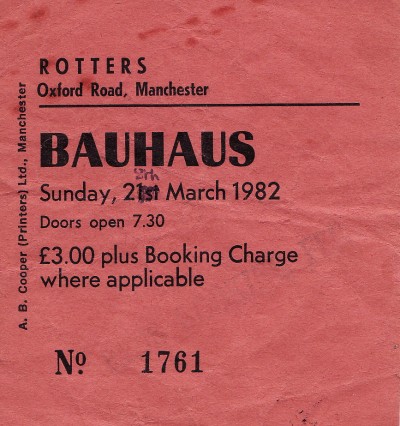 ROTTERS
Oxford Road, Manchester
BAUHAUS
Sunday, 21st March 1982
Doors open 7.30
£3.00 plus Booking Charge
where applicable
Nº 1761
A. B. Cooper (Printers) Ltd., Manchester